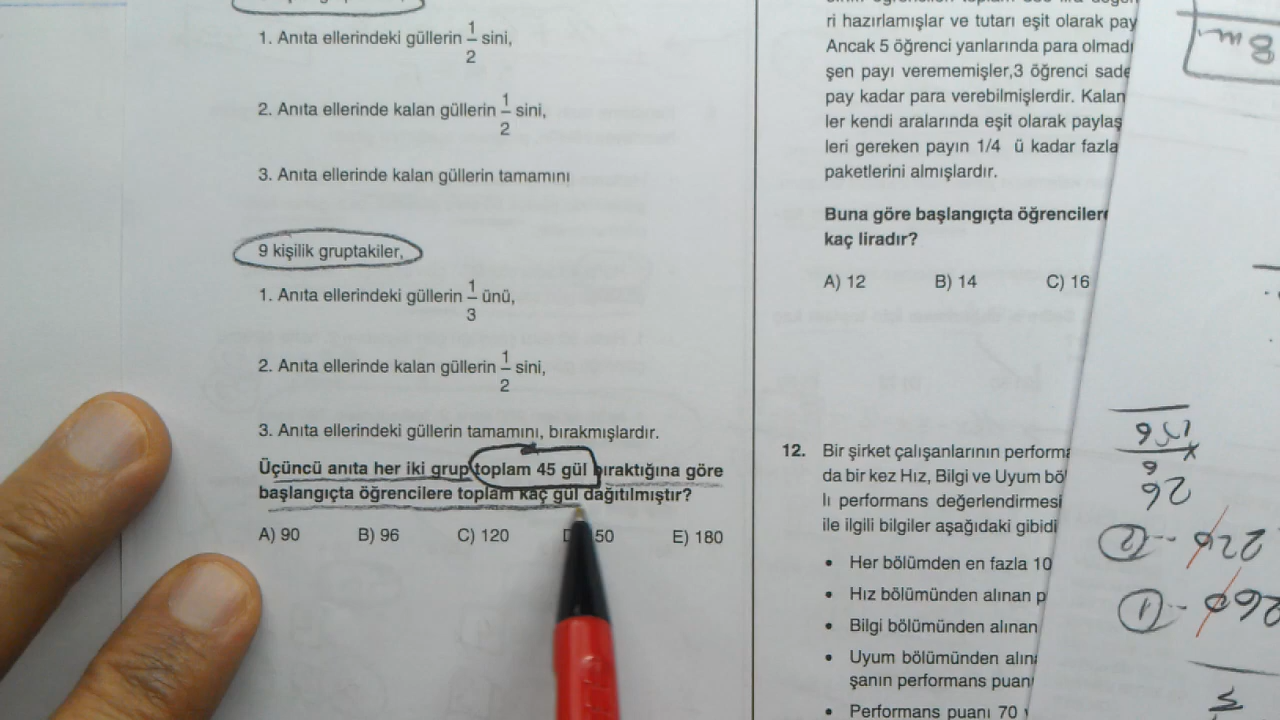 1. Anıta ellerindeki güllerin 1/2 sini,
2. Anıta ellerinde kalan güllerin 1/2 sini,
3. Anıta ellerinde kalan güllerin tamamını
9 kişilik gruptakiler,
1. Anıta ellerindeki güllerin 1/3 ünü,
2. Anıta ellerinde kalan güllerin 1/2 sini,
3. Anıta ellerindeki güllerin tamamını, bırakmışlardır.
Üçüncü anıta her iki grup toplam 45 gül bıraktığına göre
başlangıçta öğrencilere toplam kaç gül dağıtılmıştır?
A) 90 B) 96 C) 120 D 50 E) 180
ri hazırlamışlar ve tutarı eşit olarak pay
Ancak 5 öğrenci yanlarında para olmad
şen payı verememişler,3 öğrenci sade
pay kadar para verebilmişlerdir. Kalan
ler kendi aralarında eşit olarak paylaş
leri gereken payın 1/4 ü kadar fazla
paketlerini almışlardır.
Buna göre başlangıçta öğrenciler
kaç liradır?
A) 12 B) 14 C) 16
12. Bir şirket çalışanlarının perform
da bir kez Hız, Bilgi ve Uyum bö
lı performans değerlendirmesi
ile ilgili bilgiler aşağıdaki gibidi
• Her bölümden en fazla 10
• Hız bölümünden alınan p
• Bilgi bölümünden alınan
• Uyum bölümünden alın
şanın performans puan
• Performans puanı 70